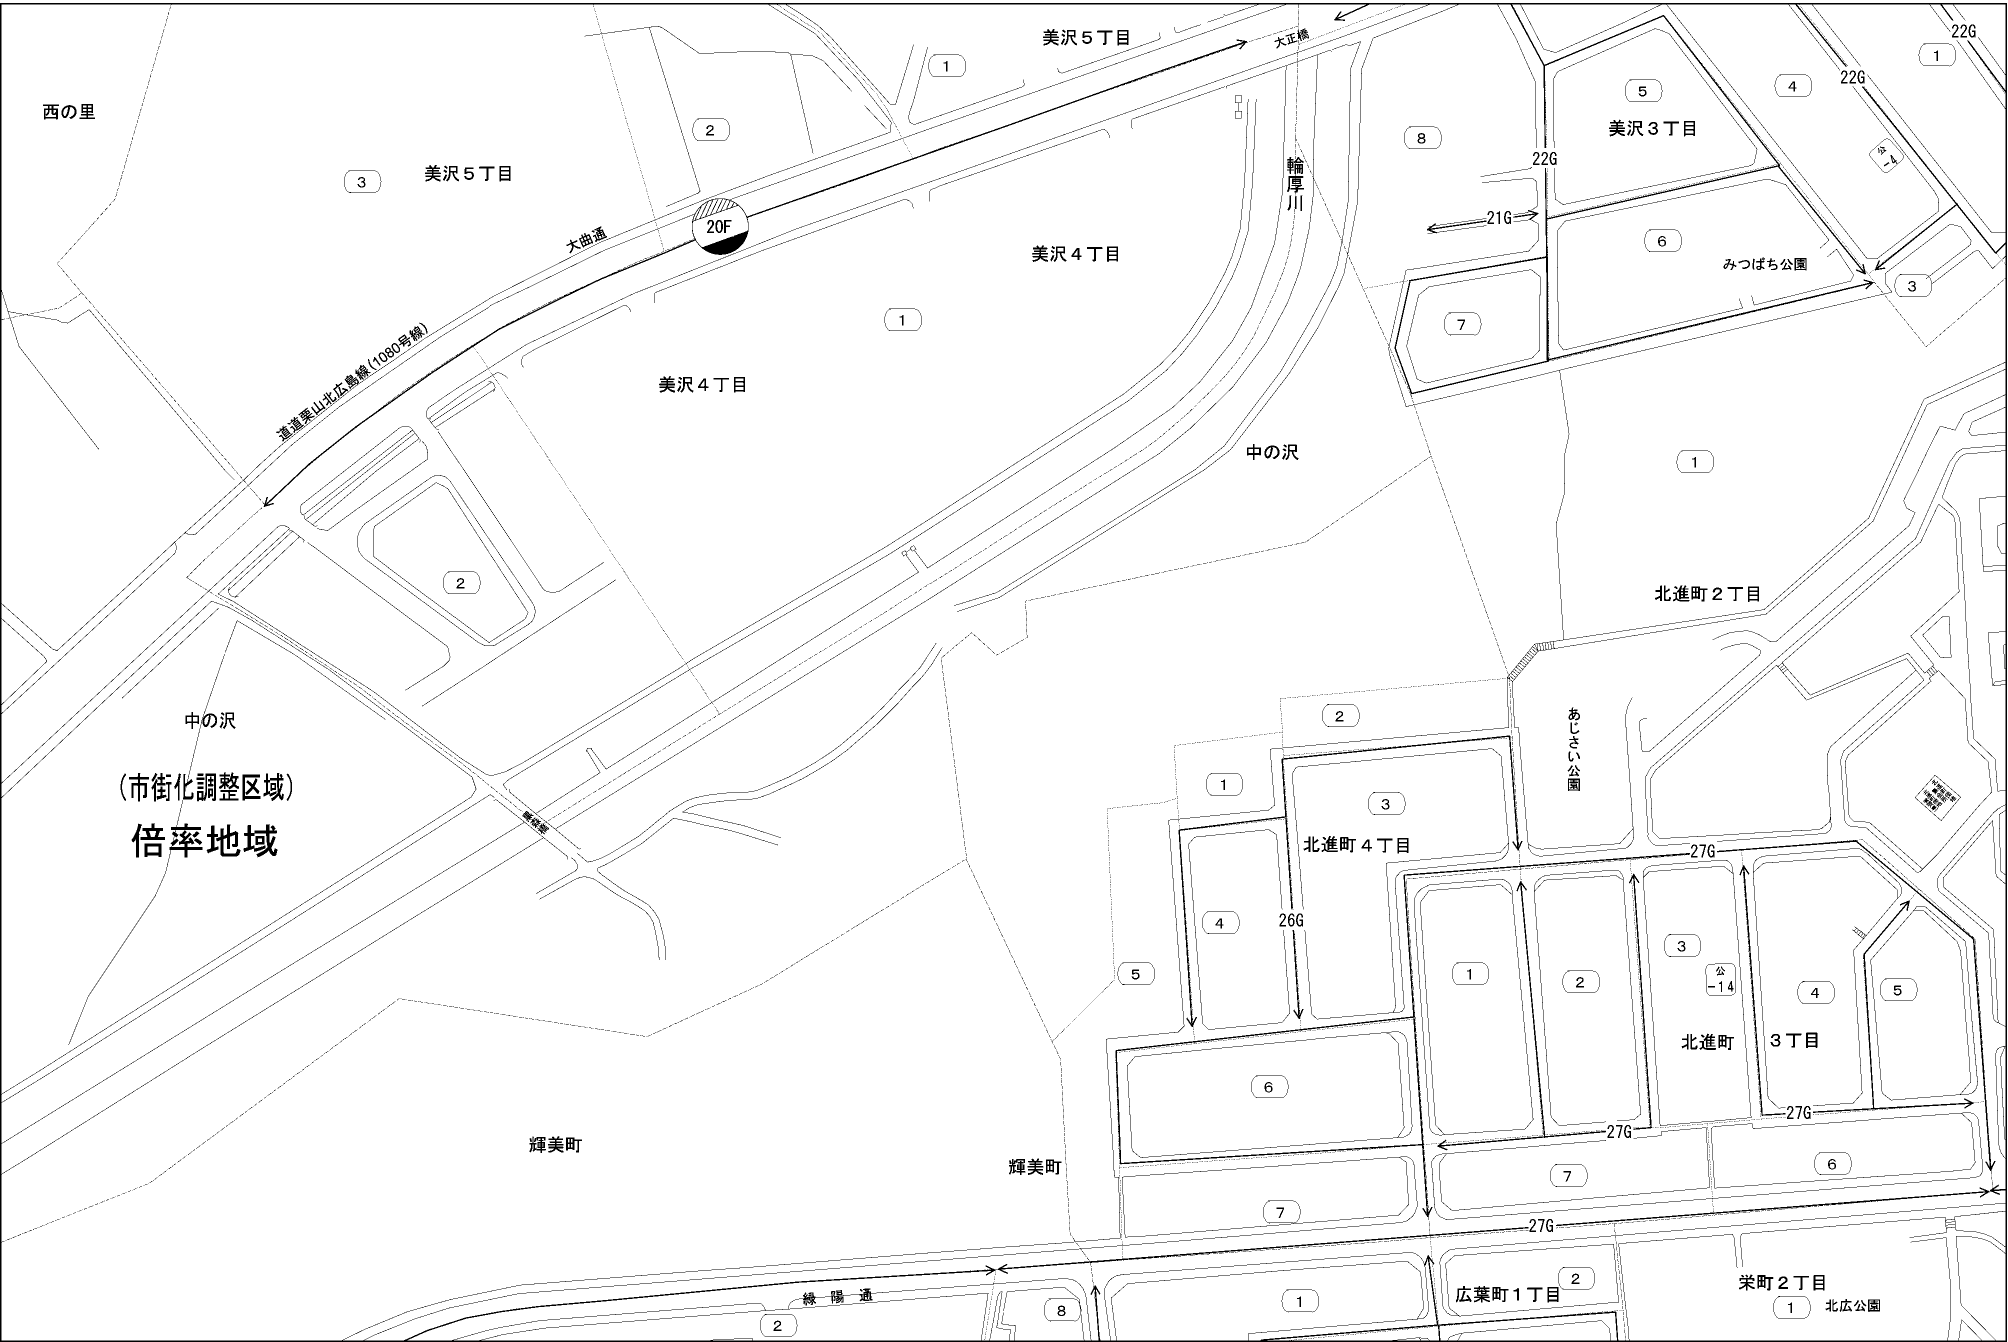 美沢５丁目
大正橋
22G
1
1
西の里
22G
4
5
美沢３丁目
2
8
公
-4
22G
輪厚川
美沢５丁目
3
21G
20F
大曲通
6
美沢４丁目
みつばち公園
3
1
7
道道栗山北広島線(1080号線)
美沢４丁目
中の沢
1
2
北進町２丁目
中の沢
2
あじさい公園
(市街化調整区域)
1
3
倍率地域
北進町４丁目
27G
4
26G
3
5
1
2
公
-14
4
5
北進町
３丁目
6
27G
27G
輝美町
輝美町
7
6
7
27G
緑陽通
8
1
広葉町１丁目
2
栄町２丁目
1
北広公園
2